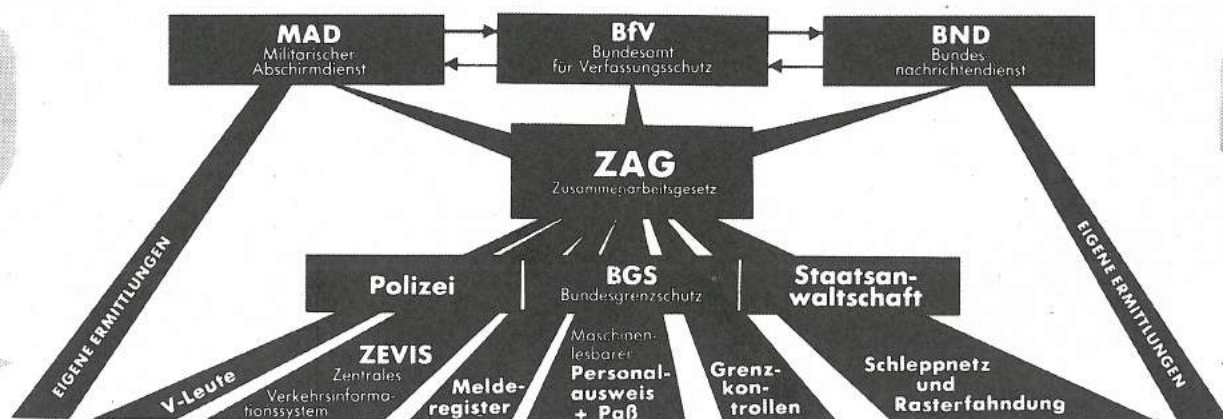 MAD
Militärischer
Abschirmdienst
BfV
Bundesamt
für Verfassungsschutz
BND
Bundes-
nachrichtendienst
ZAG
Zusammenarbeitsgesetz
EIGENE ERMITTLUNGEN
EIGENE ERMITTLUNGEN
Polizei
BGS
Bundesgrenzschutz
Staatsan-
waltschaft
V-Leute
ZEVIS
Zentrales
Verkehrsinforma-
tionssystem
Melde-
register
Maschinen-
lesbarer
Personal-
ausweis
+ Paß
Grenz-
kon-
trollen
Schleppnetz
und
Rasterfahndung